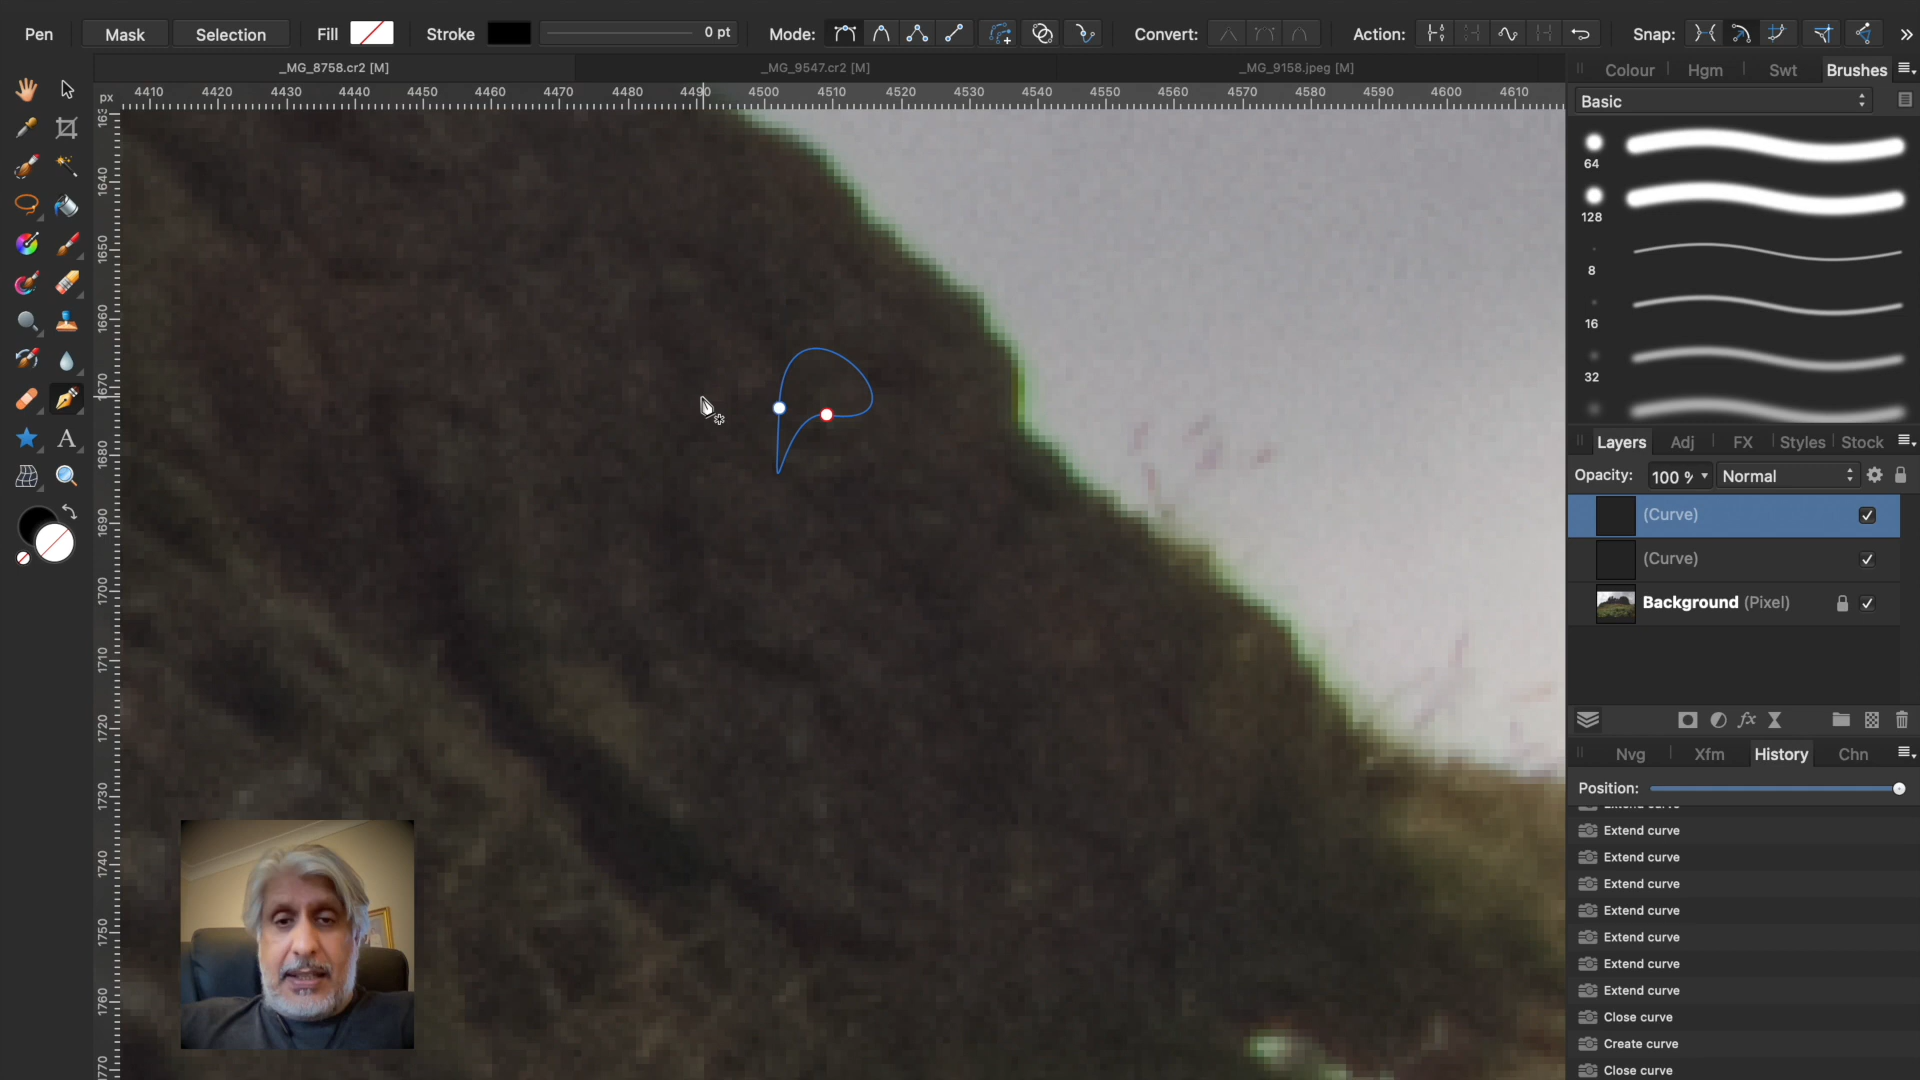 Pen Mask Selection Fill Stroke 0 pt Mode: Convert: Action: Snap: »
_MG_8758.cr2 [M] _MG_9547.cr2 [M] _MG_9158.jpeg [M]
Colour Hgm Swt Brushes
px 4410 4420 4430 4440 4450 4460 4470 4480 4490 4500 4510 4520 4530 4540 4550 4560 4570 4580 4590 4600 4610
Basic
64
128
8
16
32
1640
1650
1660
1670
1680
1690
1700
1710
1720
1730
1740
1750
1760
Layers Adj FX Styles Stock
Opacity: 100 % Normal
(Curve)
(Curve)
Background (Pixel)
fx
Nvg Xfm History Chn
Position:
Extend curve
Extend curve
Extend curve
Extend curve
Extend curve
Extend curve
Extend curve
Extend curve
Close curve
Create curve
Close curve